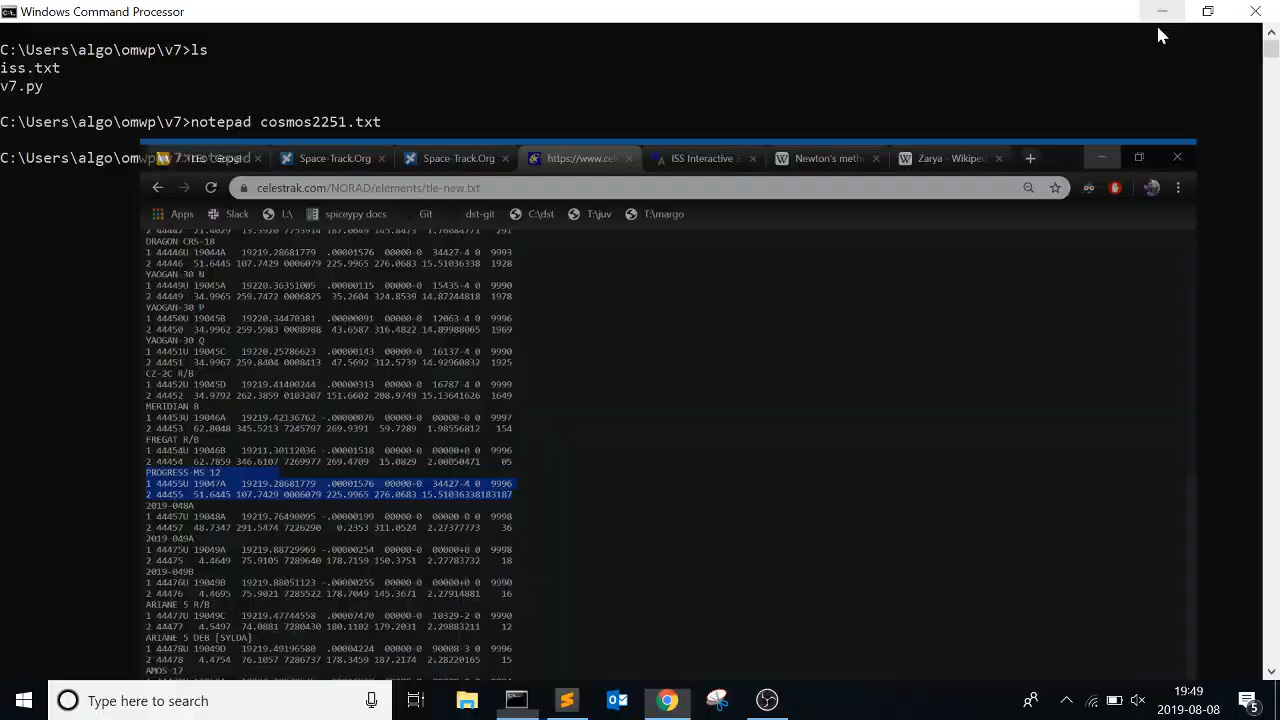 Windows Command Processor
C:\Users\algo\omwp\v7>ls
iss.txt
v7.py
C:\Users\algo\omwp\v7>notepad cosmos2251.txt
C:\Users\algo\omwp\v7>notepad
Space-Track.Org
Space-Track.Org
https://www.cel
ISS Interactive
Newton's meth
Zarya - Wikiped
celestrak.com/NORAD/elements/tle-new.txt
Apps Slack L:\ spiceypy docs Git dst-git C:\dst T:\juv T:\margo
DRAGON CRS-18
1 44446U 19044A 19219.28681779 .00001576 00000-0 34427-4 0 9993
2 44446 51.6445 107.7429 0006079 225.9965 276.0683 15.51036338 1928
YAOGAN-30 N
1 44449U 19045A 19220.36351005 .00000115 00000-0 15435-4 0 9990
2 44449 34.9965 259.7472 0006825 35.2604 324.8539 14.87244818 1978
YAOGAN-30 P
1 44450U 19045B 19220.34470381 .00000091 00000-0 12063-4 0 9996
2 44450 34.9962 259.5983 0008988 43.6587 316.4822 14.89988065 1969
YAOGAN-30 Q
1 44451U 19045C 19220.25786623 .00000143 00000-0 16137-4 0 9990
2 44451 34.9967 259.8404 0008413 47.5692 312.5739 14.92960832 1925
CZ-2C R/B
1 44452U 19045D 19219.41400244 .00000313 00000-0 16787-4 0 9999
2 44452 34.9792 262.3859 0103207 151.6602 208.9749 15.13641626 1649
MERIDIAN 8
1 44453U 19046A 19219.42136762 -.00000076 00000-0 00000-0 0 9997
2 44453 62.8048 345.5213 7245797 269.9391 59.7289 1.98556812 154
FREGAT R/B
1 44454U 19046B 19211.30112036 -.00001518 00000-0 00000+0 0 9996
2 44454 62.7859 346.6107 7269977 269.4709 15.0829 2.00050471 05
PROGRESS-MS 12
1 44455U 19047A 19219.28681779 .00001576 00000-0 34427-4 0 9996
2 44455 51.6445 107.7429 0006079 225.9965 276.0683 15.51036338183187
2019-048A
1 44457U 19048A 19219.76490095 -.00000199 00000-0 00000-0 0 9998
2 44457 48.7347 291.5474 7226290 0.2353 311.0524 2.27377773 36
2019-049A
1 44475U 19049A 19219.88729969 -.00000254 00000-0 00000+0 0 9998
2 44475 4.4649 75.9105 7289640 178.7159 150.3751 2.27783732 18
2019-049B
1 44476U 19049B 19219.88051123 -.00000255 00000-0 00000+0 0 9990
2 44476 4.4695 75.9021 7285522 178.7049 145.3671 2.27914881 16
ARIANE 5 R/B
1 44477U 19049C 19219.47744558 .00007470 00000-0 10329-2 0 9990
2 44477 4.5497 74.0881 7280430 180.1102 179.2031 2.29883211 12
ARIANE 5 DEB [SYLDA]
1 44478U 19049D 19219.49196580 .00004224 00000-0 90008-3 0 9996
2 44478 4.4754 76.1057 7286737 178.3459 187.2174 2.28220165 15
AMOS 17
Type here to search
19:49
2019-08-08
5